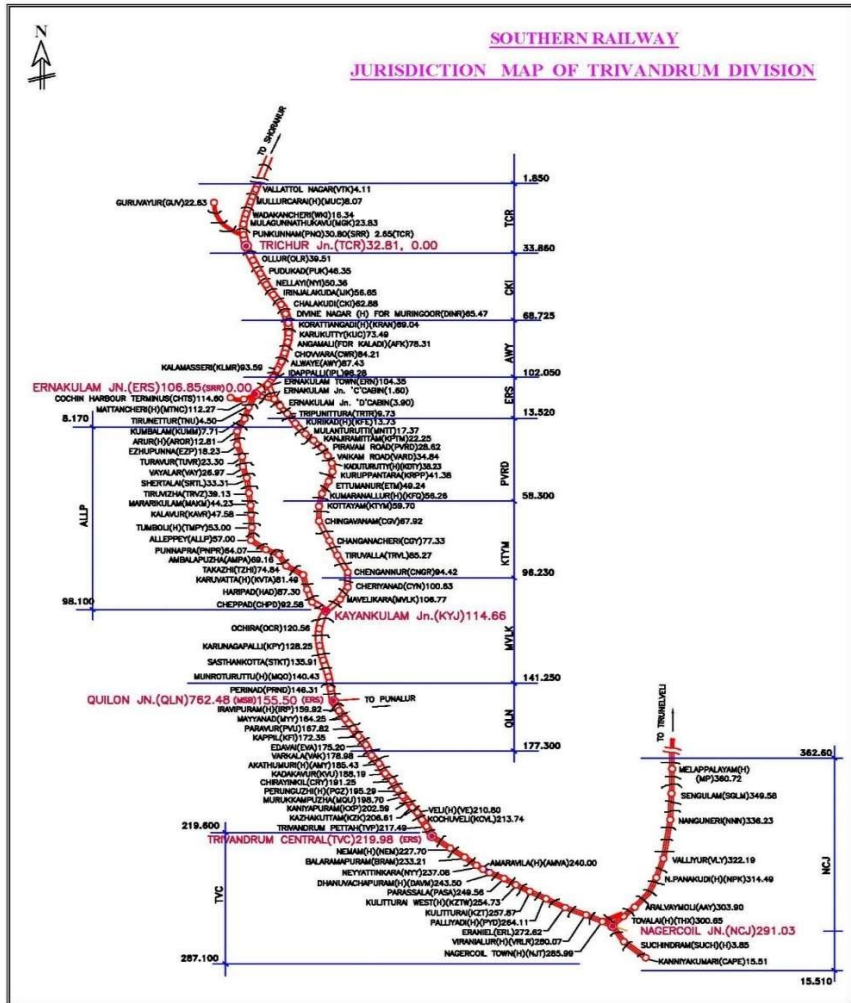 N
SOUTHERN RAILWAY
JURISDICTION MAP OF TRIVANDRUM DIVISION
TO SHORANUR
1.850
VALLATTOL NAGAR(VTK)4.11
MULLURCARAI(H)(MUC)8.07
GURUVAYUR(GUV)22.63
WADAKANCHERI(WKI)16.34
MULAGUNNATHUKAVU(MGK)23.83
TCR
PUNKUNNAM(PNQ)30.80(SRR) 2.65(TCR)
TRICHUR Jn.(TCR)32.81, 0.00
33.860
OLLUR(OLR)39.51
PUDUKAD(PUK)46.35
NELLAYI(NYI)50.36
CKI
IRINJALAKUDA(IJK)56.65
CHALAKUDI(CKI)62.88
DIVINE NAGAR (H) FOR MURINGOOR(DINR)65.47
68.725
KORATTIANGADI(H)(KRAN)69.04
KARUKUTTY(KUC)73.49
ANGAMALI(FOR KALADI)(AFK)78.31
AWY
CHOVVARA(CWR)84.21
ALWAYE(AWY)87.43
KALAMASSERI(KLMR)93.59
IDAPPALLI(IPL)98.28
102.050
ERNAKULAM TOWN(ERN)104.35
ERNAKULAM JN.(ERS)106.85(SRR)0.00
ERNAKULAM Jn. 'C'CABIN(1.60)
ERS
COCHIN HARBOUR TERMINUS(CHTS)114.60
ERNAKULAM Jn. 'D'CABIN(3.90)
MATTANCHERI(H)(MTNC)112.27
TRIPUNITTURA(TRTR)9.73
13.520
TIRUNETTUR(TNU)4.50
KURIKAD(H)(KFE)13.73
8.170
KUMBALAM(KUMM)7.71
MULANTURUTTI(MNTT)17.37
ARUR(H)(AROR)12.81
KANJIRAMITTAM(KPTM)22.25
EZHUPUNNA(EZP)18.23
PIRAVAM ROAD(PVRD)28.62
TURAVUR(TUVR)23.30
VAIKAM ROAD(VARD)34.84
PVRD
VAYALAR(VAY)26.97
KADUTURUTTY(H)(KDTY)38.23
SHERTALAI(SRTL)33.31
KURUPPANTARA(KRPP)41.38
TIRUVIZHA(TRVZ)39.13
ETTUMANUR(ETM)49.24
MARARIKULAM(MAKM)44.23
KUMARANALLUR(H)(KFQ)56.26
58.300
KALAVUR(KAVR)47.58
KOTTAYAM(KTYM)59.70
ALLP
TUMBOLI(H)(TMPY)53.00
CHINGAVANAM(CGV)67.92
ALLEPPEY(ALLP)57.00
CHANGANACHERI(CGY)77.33
KTYM
PUNNAPRA(PNPR)64.07
TIRUVALLA(TRVL)85.27
AMBALAPUZHA(AMPA)69.16
TAKAZHI(TZHI)74.84
CHENGANNUR(CNGR)94.42
96.230
KARUVATTA(H)(KVTA)81.49
CHERIYANAD(CYN)100.63
HARIPAD(HAD)87.30
MAVELIKARA(MVLK)106.77
CHEPPAD(CHPD)92.58
98.100
KAYANKULAM Jn.(KYJ)114.66
OCHIRA(OCR)120.56
MVLK
KARUNAGAPALLI(KPY)128.25
SASTHANKOTTA(STKT)135.91
MUNROTURUTTU(H)(MQO)140.43
141.250
PERINAD(PRND)146.31
QUILON JN.(QLN)762.48(MSB)155.50 (ERS)
TO PUNALUR
IRAVIPURAM(H)(IRP)159.92
QLN
MAYYANAD(MYY)164.25
PARAVUR(PVU)167.82
KAPPIL(KFI)172.35
EDAVAI(EVA)175.20
177.300
VARKALA(VAK)178.98
AKATHUMURI(H)(AMY)185.43
KADAKAVUR(KVU)188.19
CHIRAYINKIL(CRY)191.25
PERUNGUZHI(H)(PGZ)195.29
MURUKKAMPUZHA(MQU)198.70
KANIYAPURAM(KXP)202.59
KAZHAKUTTAM(KZK)206.61
VELI(H)(VE)210.80
KOCHUVELI(KCVL)213.74
TRIVANDRUM PETTAH(TVP)217.49
219.600
TRIVANDRUM CENTRAL(TVC)219.98 (ERS)
NEMAM(H)(NEM)227.70
BALARAMAPURAM(BRAM)233.21
NEYYATTINKARA(NYY)237.08
AMARAVILA(H)(AMVA)240.00
DHANUVACHAPURAM(H)(DAVM)243.50
TVC
PARASSALA(PASA)249.56
KULITTURAI WEST(H)(KZTW)254.73
KULITTURAI(KZT)257.87
PALLIYADI(H)(PYD)264.11
ERANIEL(ERL)272.62
VIRANIALUR(H)(VRLR)280.07
NAGERCOIL TOWN(H)(NJT)285.99
287.100
TO TIRUNELVELI
362.60
MELAPPALAYAM(H)
(MP)360.72
SENGULAM(SGLM)349.58
NANGUNERI(NNN)336.23
VALLIYUR(VLY)322.19
NCJ
N.PANAKUDI(H)(NPK)314.49
ARALVAYMOLI(AAY)303.90
TOVALAI(H)(THX)300.65
NAGERCOIL JN.(NCJ)291.03
SUCHINDRAM(SUCH)(H)3.85
KANNIYAKUMARI(CAPE)15.51
15.510